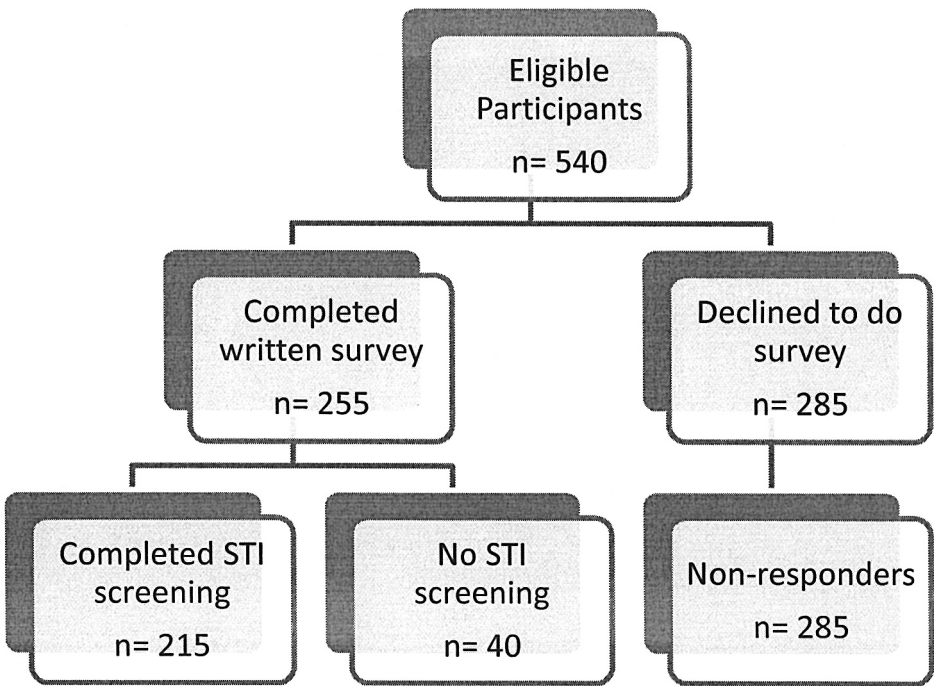 Eligible
Participants
n= 540
Completed
written survey
n= 255
Declined to do
survey
n= 285
Completed STI
screening
n= 215
No STI
screening
n= 40
Non-responders
n= 285